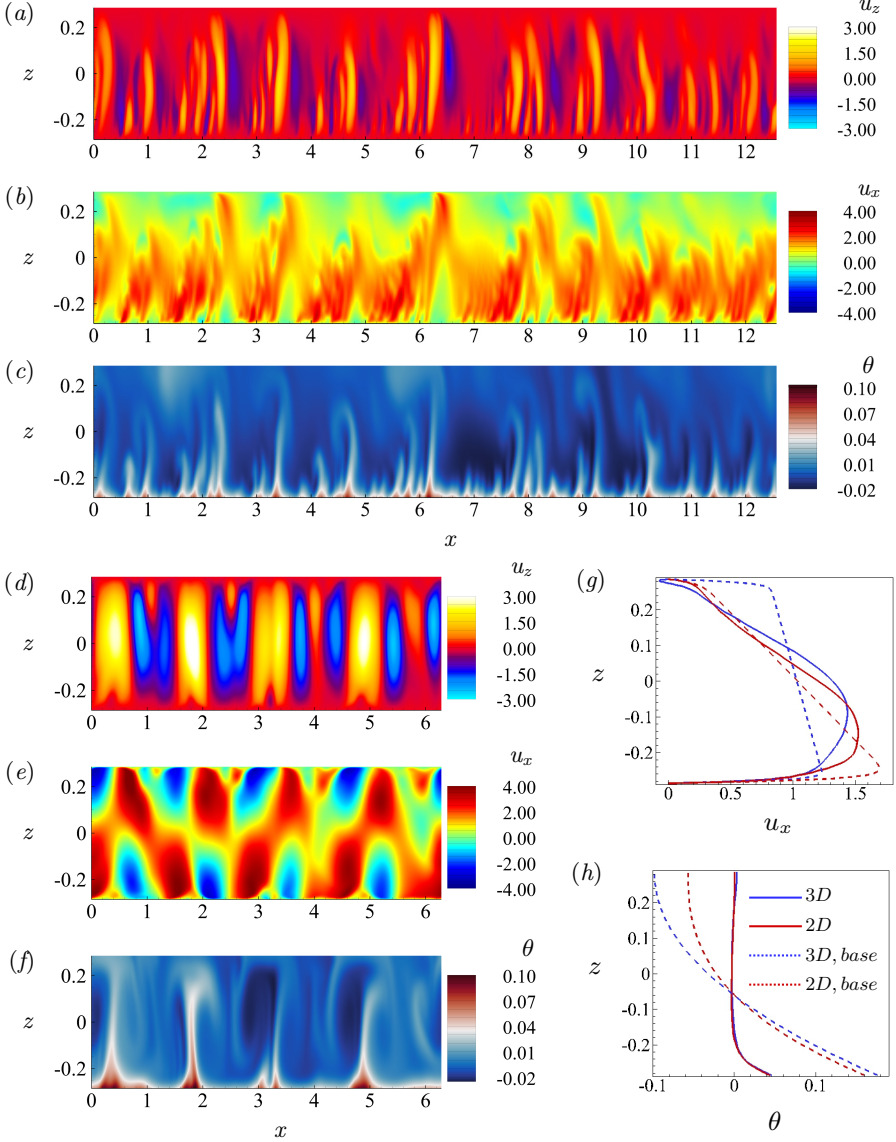 (a)
u_z
z
0.2
0
-0.2
0 1 2 3 4 5 6 7 8 9 10 11 12
3.00
1.50
0.00
-1.50
-3.00
(b)
u_x
z
0.2
0
-0.2
0 1 2 3 4 5 6 7 8 9 10 11 12
4.00
2.00
0.00
-2.00
-4.00
(c)
θ
z
0.2
0
-0.2
0 1 2 3 4 5 6 7 8 9 10 11 12
x
0.10
0.07
0.04
0.01
-0.02
(d)
u_z
z
0.2
0
-0.2
0 1 2 3 4 5 6
3.00
1.50
0.00
-1.50
-3.00
(e)
u_x
z
0.2
0
-0.2
0 1 2 3 4 5 6
4.00
2.00
0.00
-2.00
-4.00
(f)
θ
z
0.2
0
-0.2
0 1 2 3 4 5 6
x
0.10
0.07
0.04
0.01
-0.02
(g)
z
0.2
0.1
0
-0.1
-0.2
0 0.5 1 1.5
u_x
(h)
z
0.2
0.1
0
-0.1
-0.2
-0.1 0 0.1
θ
3D
2D
3D, base
2D, base